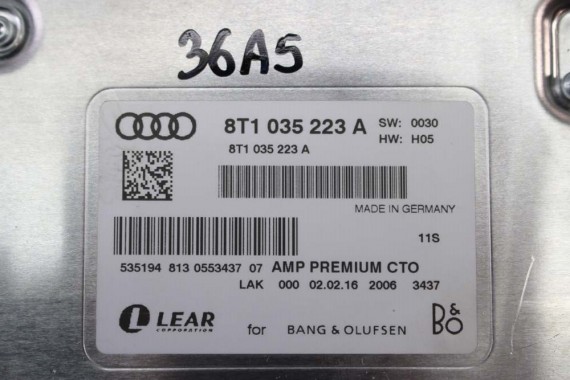 36A5
8T1 035 223 A SW: 0030
8T1 035 223 A HW: H05
MADE IN GERMANY
11S
535194 813 0553437 07 AMP PREMIUM CTO
LAK 000 02.02.16 2006 3437
LEAR
CORPORATION
for BANG & OLUFSEN B&O